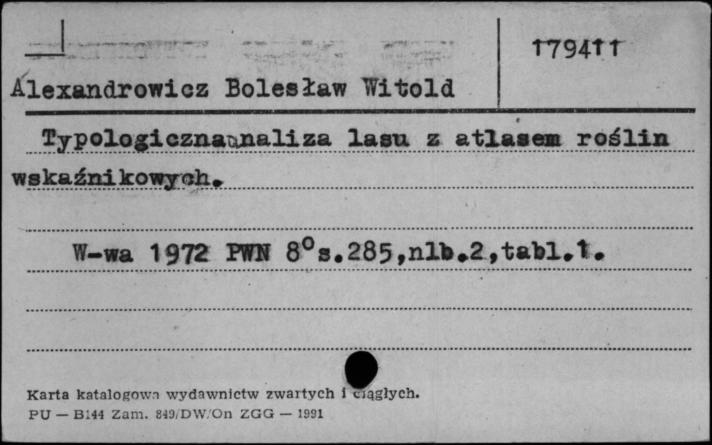 179411
Alexandrowicz Bolesław Witold
Typologiczna analiza lasu z atlasem roślin
wskaźnikowych.
W-wa 1972 PWN 8° s.285,nlb.2,tabl.1.
Karta katalogowa wydawnictw zwartych i ciągłych.
PU — B144 Zam. 849/DW/On ZGG — 1991